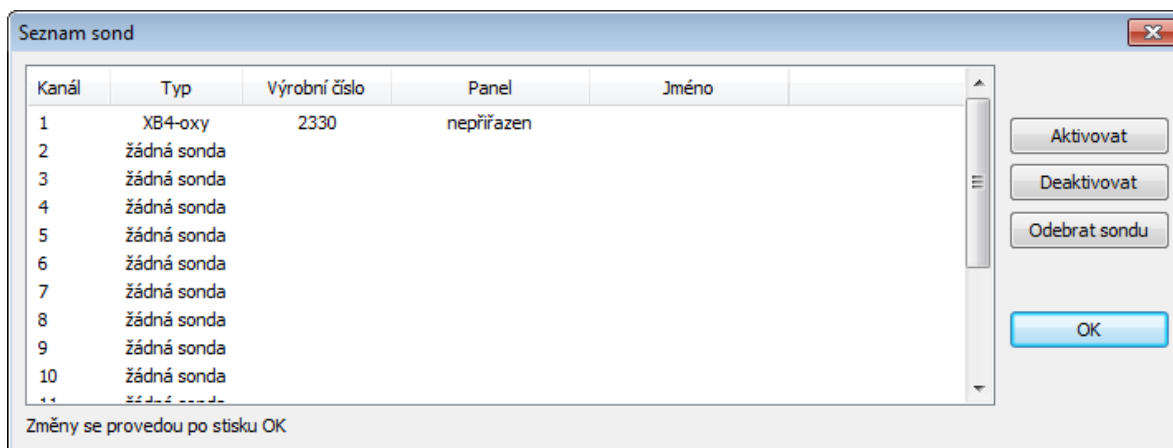 Seznam sond
Kanál Typ Výrobní číslo Panel Jméno
1 XB4-oxy 2330 nepřiřazen
2 žádná sonda
3 žádná sonda
4 žádná sonda
5 žádná sonda
6 žádná sonda
7 žádná sonda
8 žádná sonda
9 žádná sonda
10 žádná sonda
Aktivovat
Deaktivovat
Odebrat sondu
OK
Změny se provedou po stisku OK